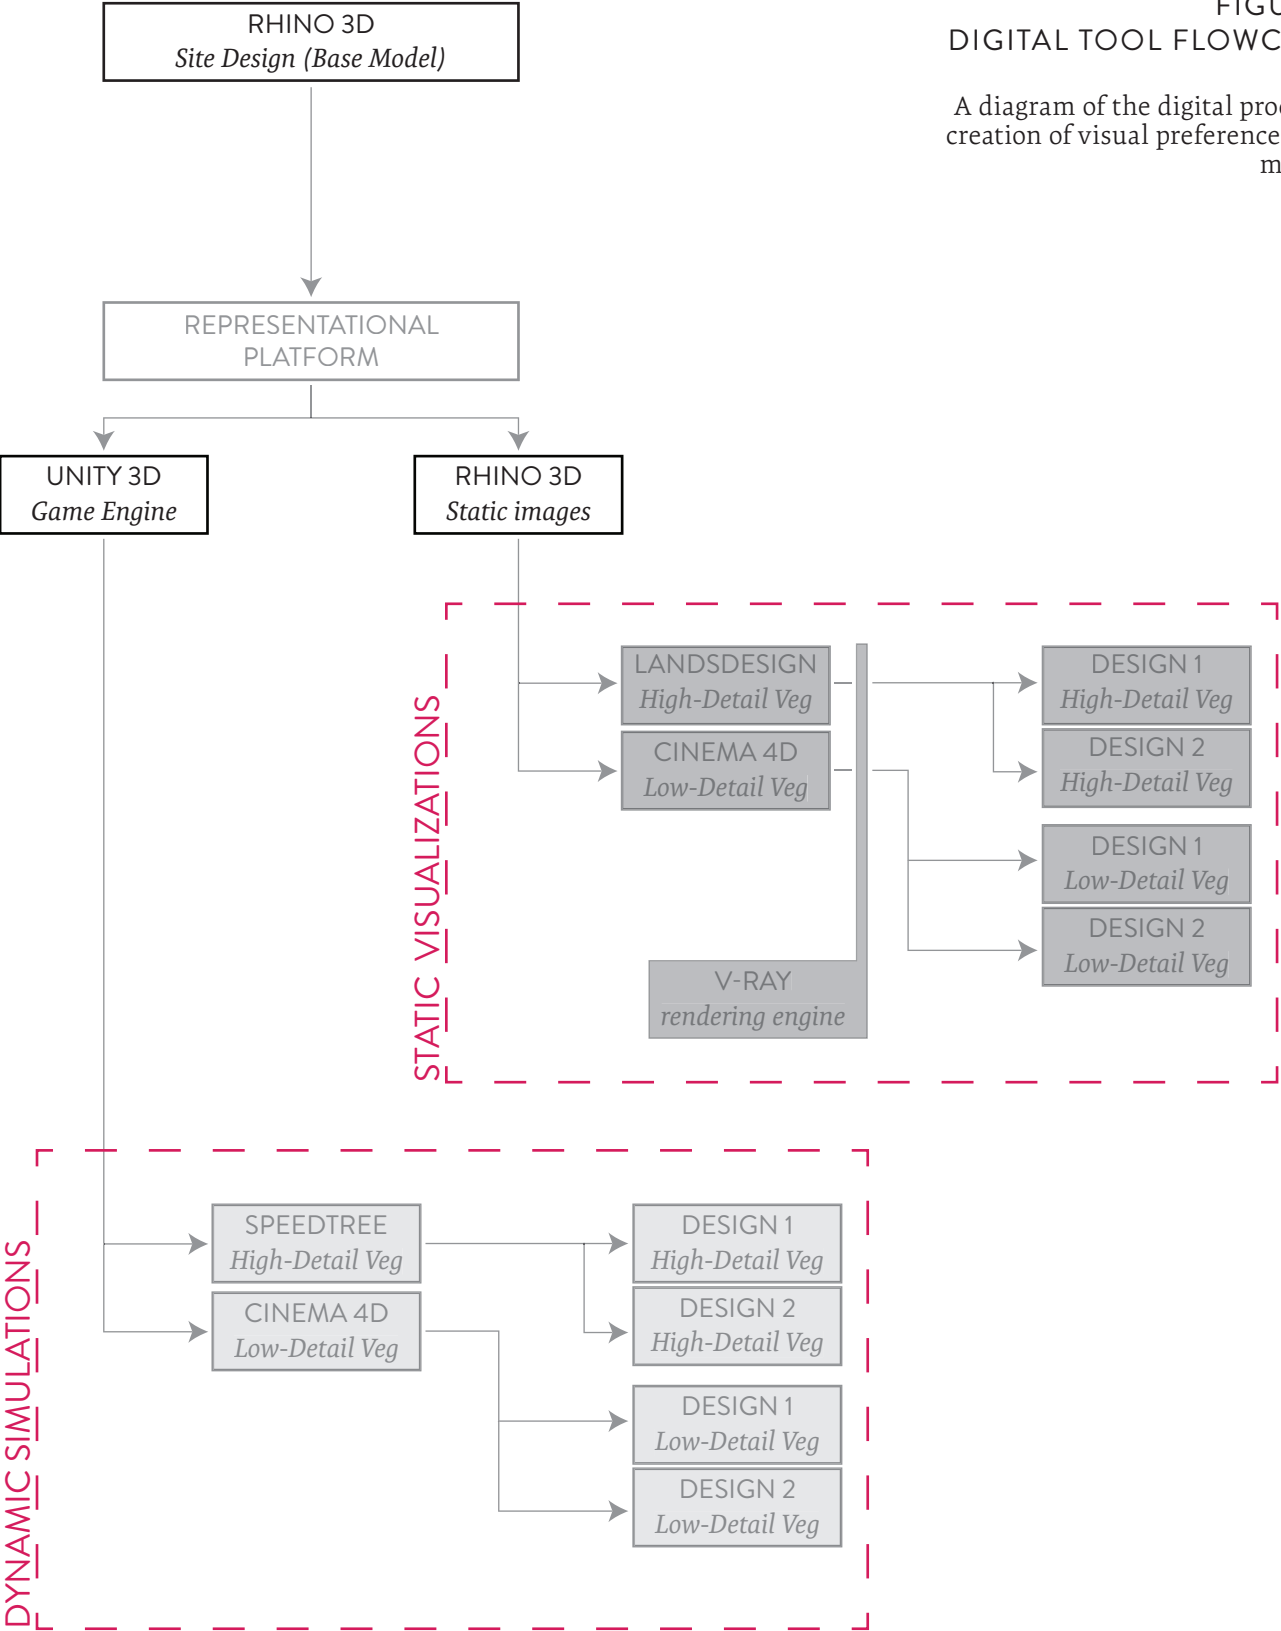 RHINO 3D
Site Design (Base Model)
DIGITAL TOOL
A diagram of the digital
creation of visual preference
REPRESENTATIONAL
PLATFORM
UNITY 3D
Game Engine
RHINO 3D
Static images
STATIC VISUALIZATIONS
LANDSDESIGN
High-Detail Veg
CINEMA 4D
Low-Detail Veg
V-RAY
rendering engine
DESIGN 1
High-Detail Veg
DESIGN 2
High-Detail Veg
DESIGN 1
Low-Detail Veg
DESIGN 2
Low-Detail Veg
DYNAMIC SIMULATIONS
SPEEDTREE
High-Detail Veg
CINEMA 4D
Low-Detail Veg
DESIGN 1
High-Detail Veg
DESIGN 2
High-Detail Veg
DESIGN 1
Low-Detail Veg
DESIGN 2
Low-Detail Veg